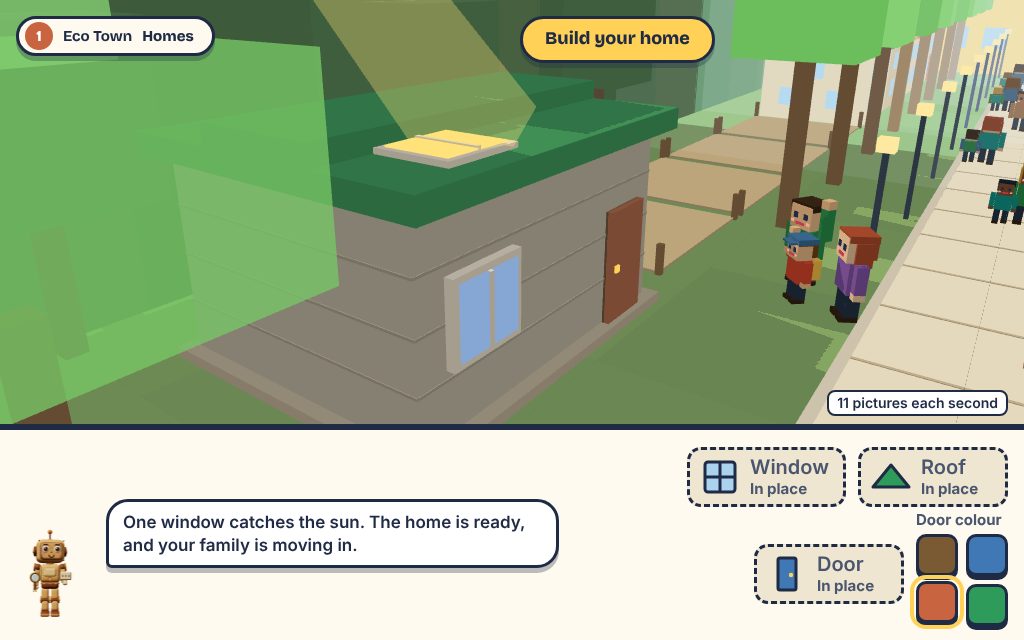 1 Eco Town Homes
Build your home
11 pictures each second
One window catches the sun. The home is ready,
and your family is moving in.
Window
In place
Roof
In place
Door colour
Door
In place